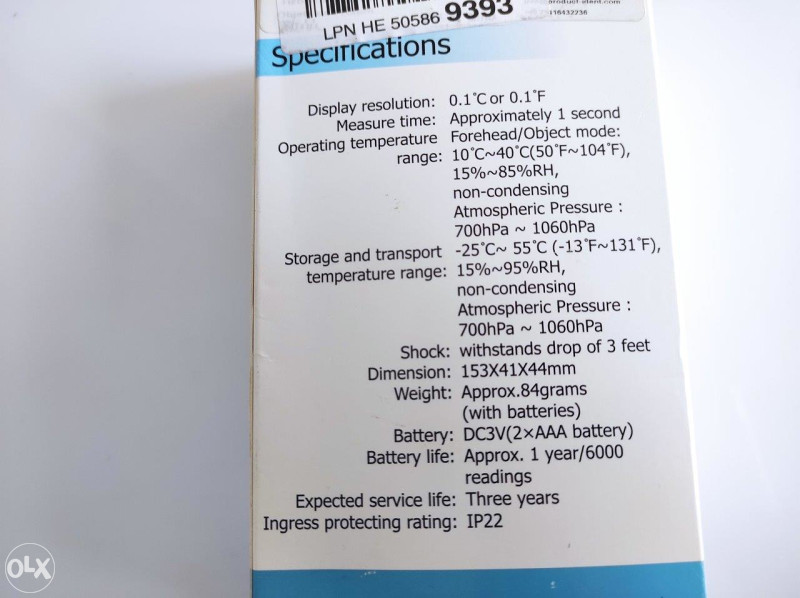 LPN HE 50586 9393
product-alert.com
Specifications
Display resolution: 0.1°C or 0.1°F
Measure time: Approximately 1 second
Operating temperature range: Forehead/Object mode:
10°C~40°C(50°F~104°F),
15%~85%RH,
non-condensing
Atmospheric Pressure :
700hPa ~ 1060hPa
Storage and transport temperature range: -25°C~ 55°C (-13°F~131°F),
15%~95%RH,
non-condensing
Atmospheric Pressure :
700hPa ~ 1060hPa
Shock: withstands drop of 3 feet
Dimension: 153X41X44mm
Weight: Approx.84grams
(with batteries)
Battery: DC3V(2×AAA battery)
Battery life: Approx. 1 year/6000
readings
Expected service life: Three years
Ingress protecting rating: IP22
OLX